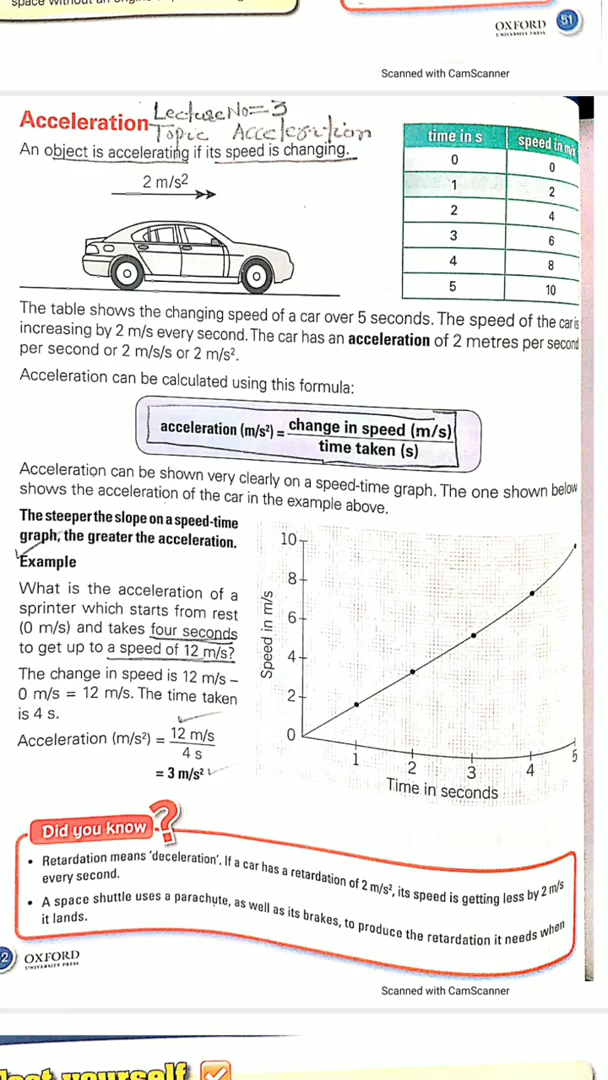 OXFORD
UNIVERSITY PRESS
51
Scanned with CamScanner
Lecture No=3
Acceleration
Topic Acceleration
An object is accelerating if its speed is changing.
2 m/s²
time in s speed in m/s
0 0
1 2
2 4
3 6
4 8
5 10
The table shows the changing speed of a car over 5 seconds. The speed of the car is
increasing by 2 m/s every second. The car has an acceleration of 2 metres per second
per second or 2 m/s/s or 2 m/s².
Acceleration can be calculated using this formula:
acceleration (m/s²) = change in speed (m/s)
time taken (s)
Acceleration can be shown very clearly on a speed-time graph. The one shown below
shows the acceleration of the car in the example above.
The steeper the slope on a speed-time
graph, the greater the acceleration.
Example
What is the acceleration of a
sprinter which starts from rest
(0 m/s) and takes four seconds
to get up to a speed of 12 m/s?
The change in speed is 12 m/s –
0 m/s = 12 m/s. The time taken
is 4 s.
Acceleration (m/s²) = 12 m/s
4 s
= 3 m/s²
10
8
6
4
2
0
Speed in m/s
1 2 3 4 5
Time in seconds
Did you know ?
• Retardation means 'deceleration'. If a car has a retardation of 2 m/s², its speed is getting less by 2 m/s
every second.
• A space shuttle uses a parachute, as well as its brakes, to produce the retardation it needs when
it lands.
2 OXFORD
UNIVERSITY PRESS
Scanned with CamScanner
yourself